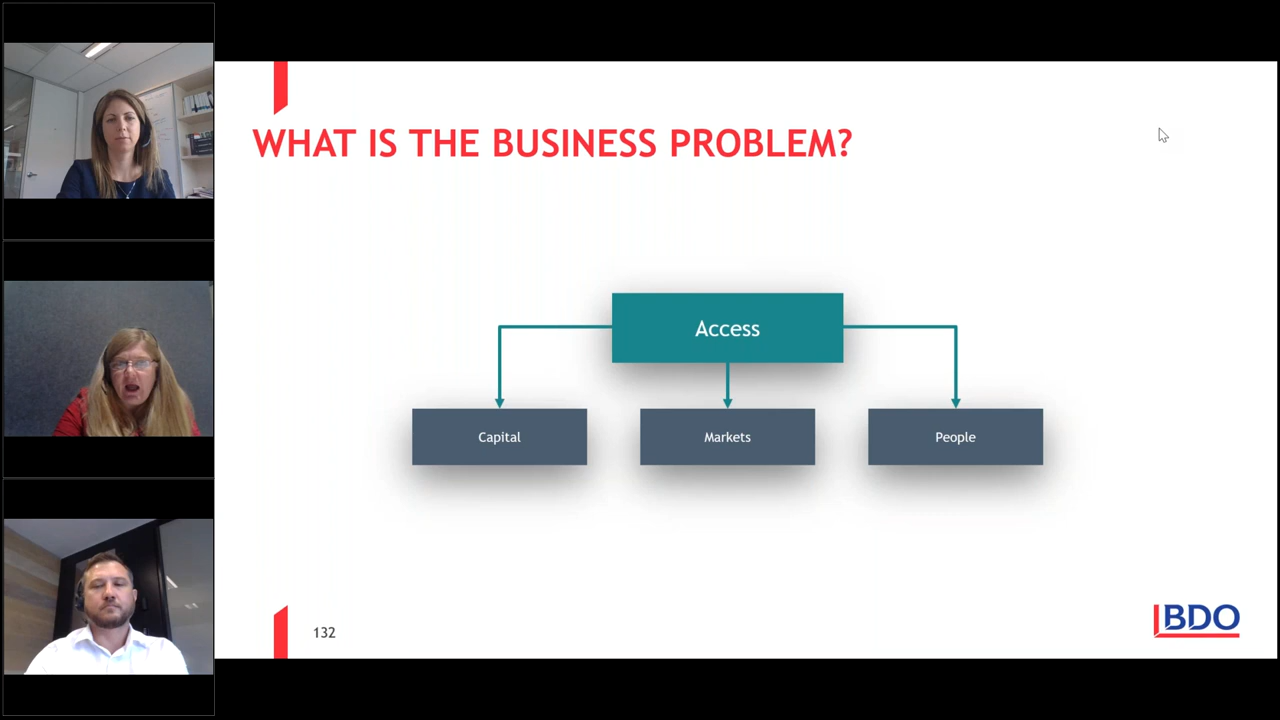 WHAT IS THE BUSINESS PROBLEM?
Access
Capital
Markets
People
132
BDO